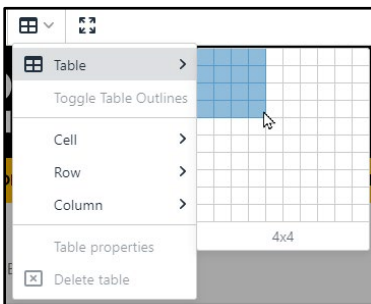 Table
Toggle Table Outlines
Cell
Row
Column
4x4
Table properties
Delete table